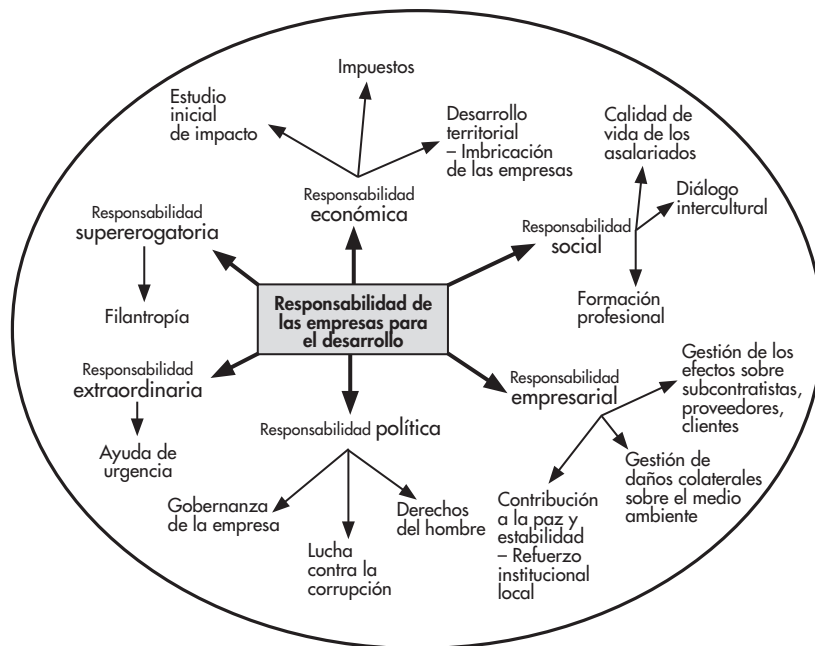 Impuestos
Estudio
inicial
de impacto
Desarrollo
territorial
– Imbricación
de las empresas
Calidad de
vida de los
asalariados
Diálogo
intercultural
Responsabilidad
económica
Responsabilidad
supererogatoria
Responsabilidad
social
Filantropía
Formación
profesional
Responsabilidad de
las empresas para
el desarrollo
Responsabilidad
extraordinaria
Ayuda de
urgencia
Responsabilidad política
Responsabilidad
empresarial
Gestión de los
efectos sobre
subcontratistas,
proveedores,
clientes
Gobernanza
de la empresa
Lucha
contra la
corrupción
Derechos
del hombre
Contribución
a la paz y
estabilidad
– Refuerzo
institucional
local
Gestión de
daños colaterales
sobre el medio
ambiente